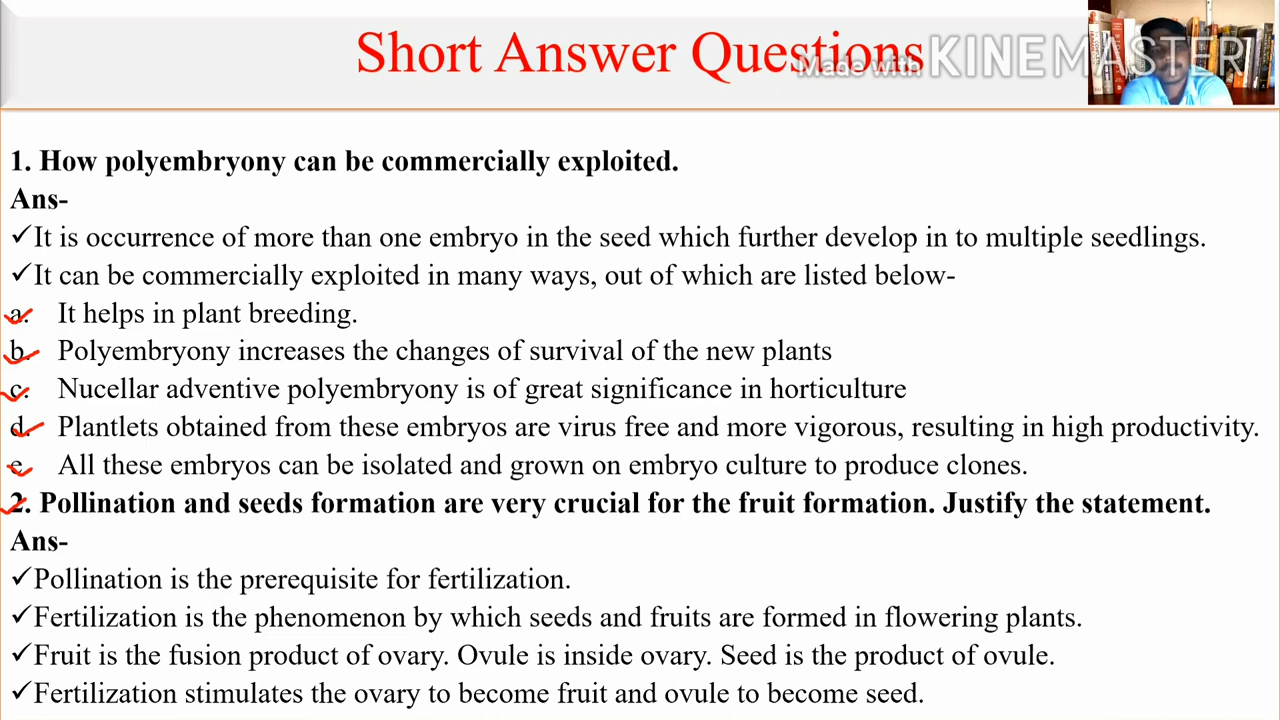 Short Answer Questions
Made with KINEMASTER
1. How polyembryony can be commercially exploited.
Ans-
✓It is occurrence of more than one embryo in the seed which further develop in to multiple seedlings.
✓It can be commercially exploited in many ways, out of which are listed below-
a. It helps in plant breeding.
b. Polyembryony increases the changes of survival of the new plants
c. Nucellar adventive polyembryony is of great significance in horticulture
d. Plantlets obtained from these embryos are virus free and more vigorous, resulting in high productivity.
e. All these embryos can be isolated and grown on embryo culture to produce clones.
2. Pollination and seeds formation are very crucial for the fruit formation. Justify the statement.
Ans-
✓Pollination is the prerequisite for fertilization.
✓Fertilization is the phenomenon by which seeds and fruits are formed in flowering plants.
✓Fruit is the fusion product of ovary. Ovule is inside ovary. Seed is the product of ovule.
✓Fertilization stimulates the ovary to become fruit and ovule to become seed.